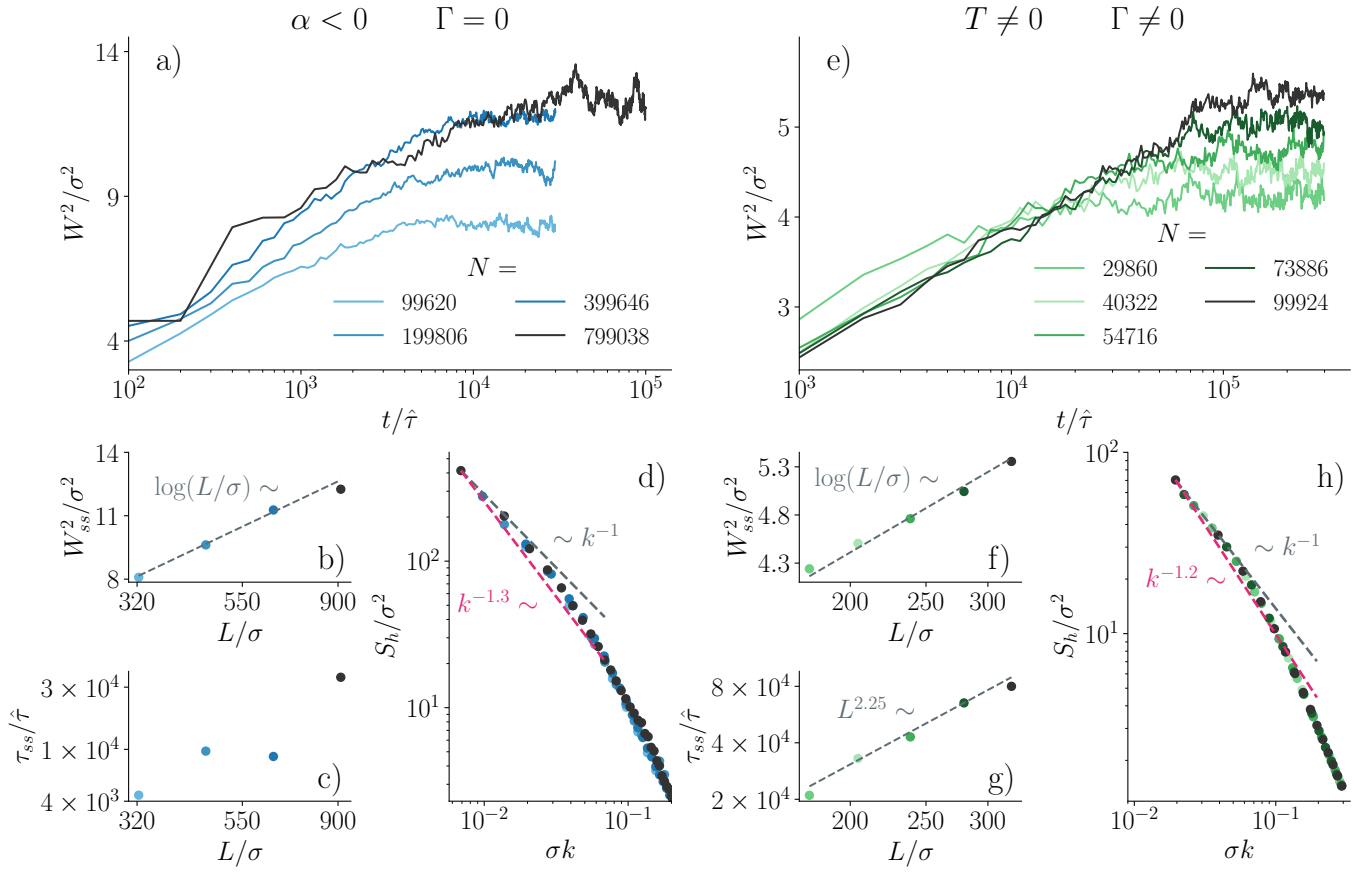 α < 0 Γ = 0
T ≠ 0 Γ ≠ 0
a)
14
9
4
W²/σ²
N =
99620
199806
399646
799038
10²
10³
10⁴
10⁵
t/τ̂
e)
5
4
3
W²/σ²
N =
29860
40322
54716
73886
99924
10³
10⁴
10⁵
t/τ̂
14
11
8
W²ₛₛ/σ²
log(L/σ) ∼
b)
320
550
900
L/σ
3 × 10⁴
1 × 10⁴
4 × 10³
τₛₛ/τ̂
c)
320
550
900
L/σ
d)
10²
10¹
Sₕ/σ²
∼ k⁻¹
k⁻¹·³ ∼
10⁻²
10⁻¹
σk
5.3
4.8
4.3
W²ₛₛ/σ²
log(L/σ) ∼
f)
200
250
300
L/σ
8 × 10⁴
4 × 10⁴
2 × 10⁴
τₛₛ/τ̂
L²·²⁵ ∼
g)
200
250
300
L/σ
h)
10²
10¹
Sₕ/σ²
∼ k⁻¹
k⁻¹·² ∼
10⁻²
10⁻¹
σk